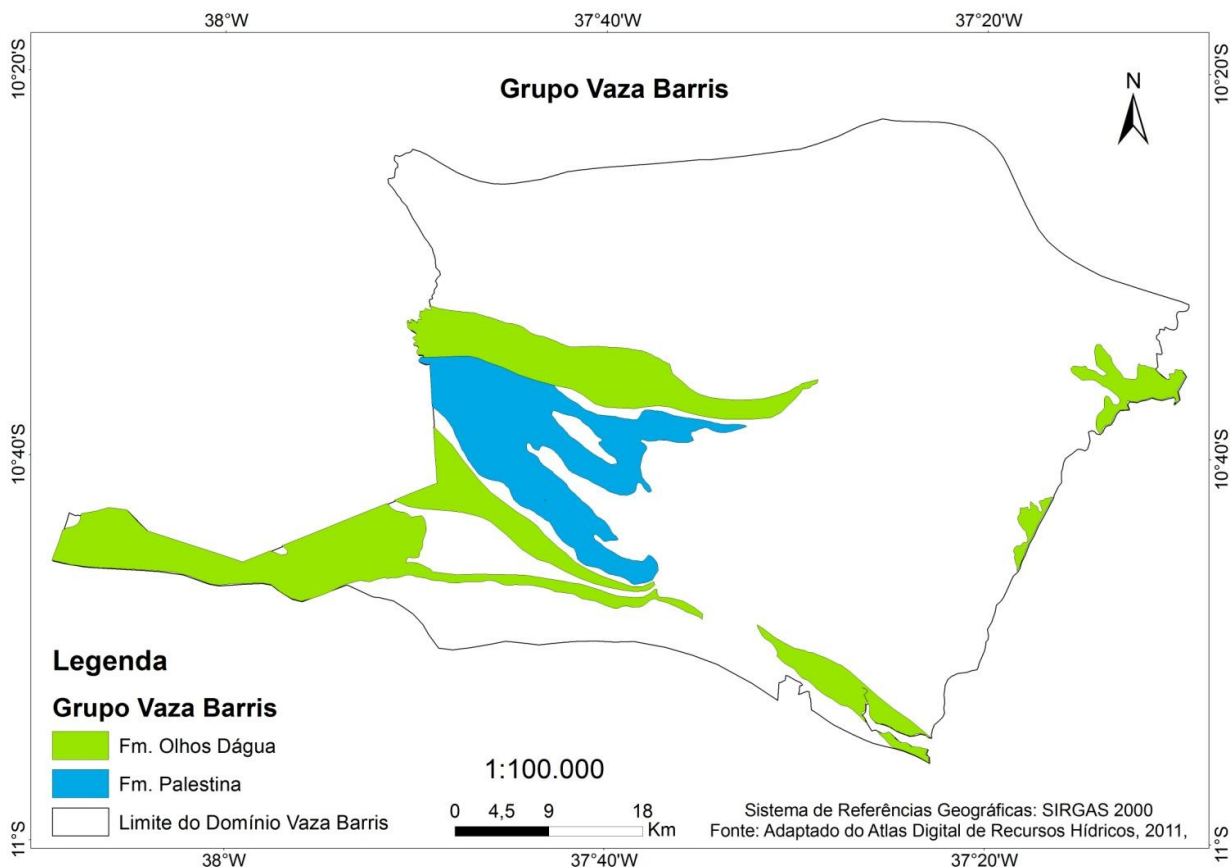 38°W 37°40'W 37°20'W
10°20'S 10°20'S
Grupo Vaza Barris
N
10°40'S 10°40'S
Legenda
Grupo Vaza Barris
Fm. Olhos Dágua
Fm. Palestina
Limite do Domínio Vaza Barris
1:100.000
0 4,5 9 18
Km
Sistema de Referências Geográficas: SIRGAS 2000
Fonte: Adaptado do Atlas Digital de Recursos Hídricos, 2011,
11°S 11°S
38°W 37°40'W 37°20'W